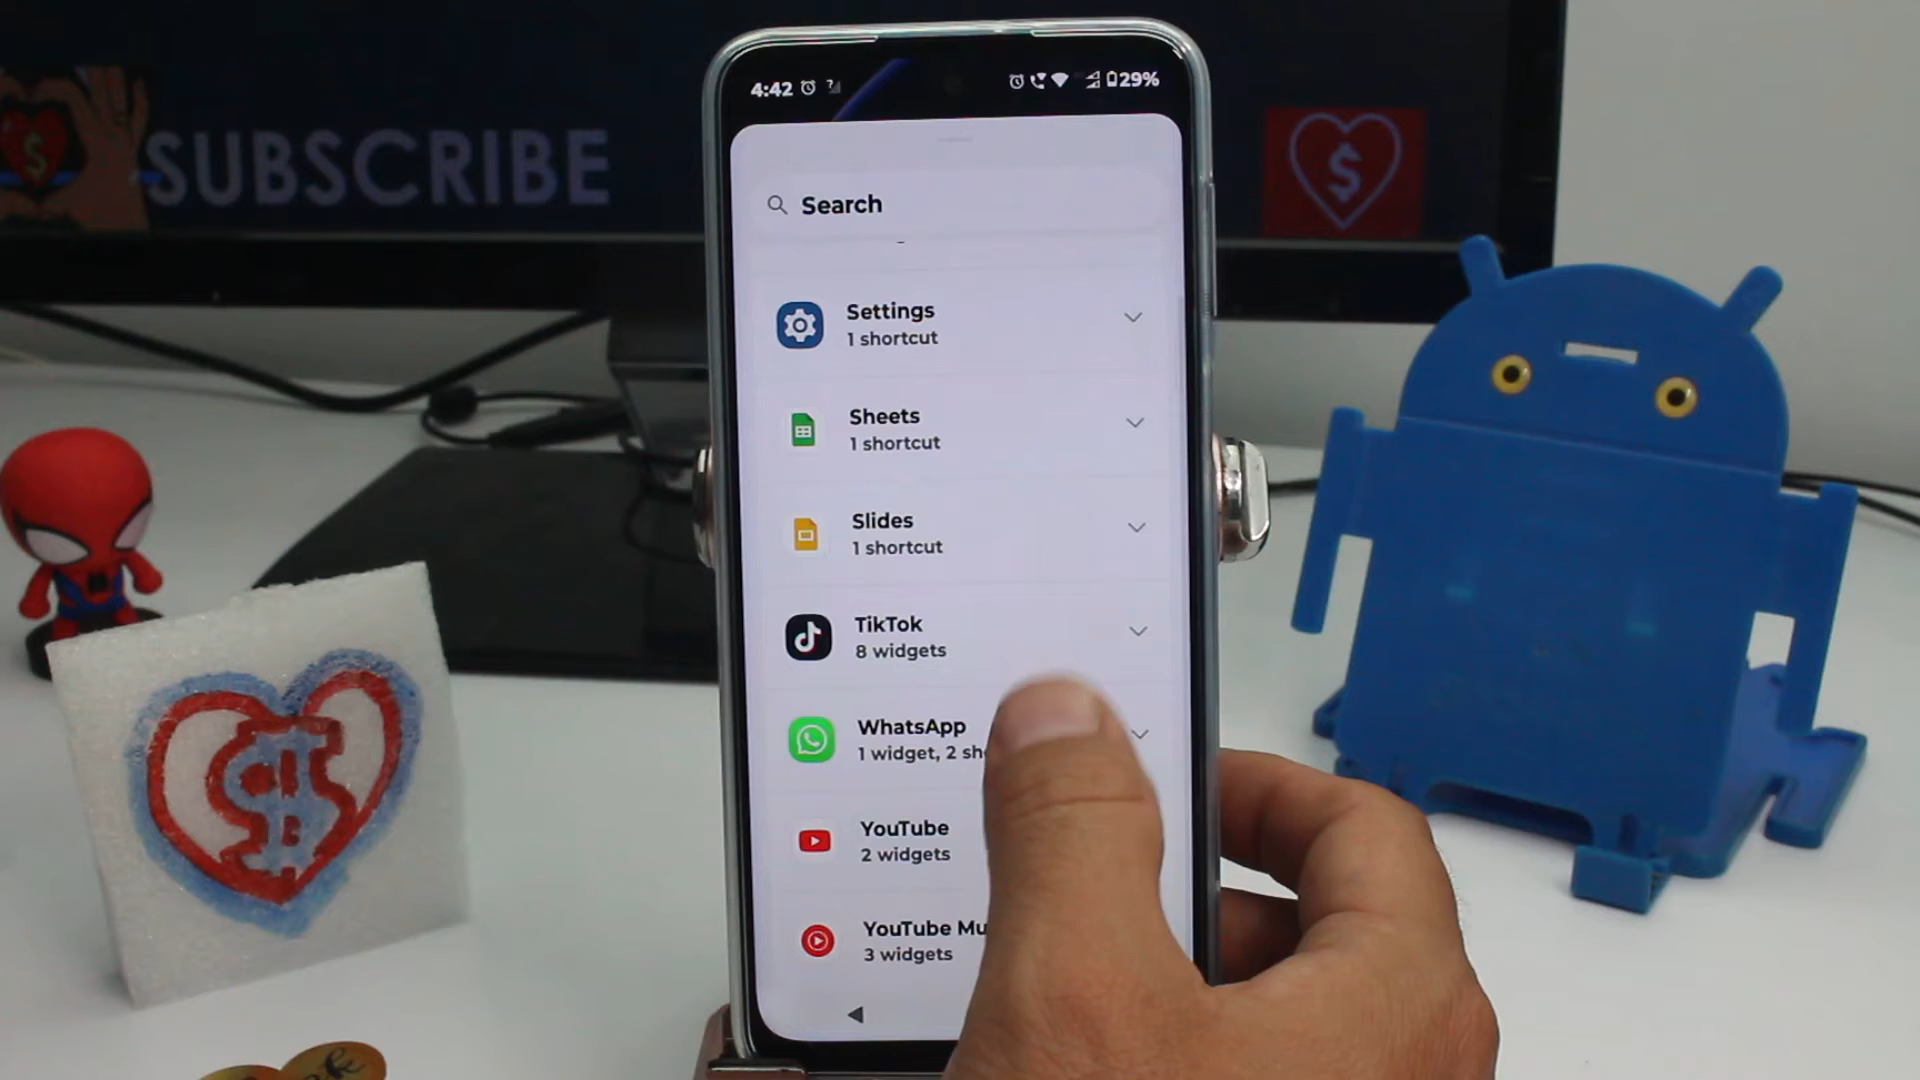 SUBSCRIBE
$
$
4:42
29%
Search
Settings
1 shortcut
Sheets
1 shortcut
Slides
1 shortcut
TikTok
8 widgets
WhatsApp
1 widget, 2 sh
YouTube
2 widgets
YouTube Mu
3 widgets
$